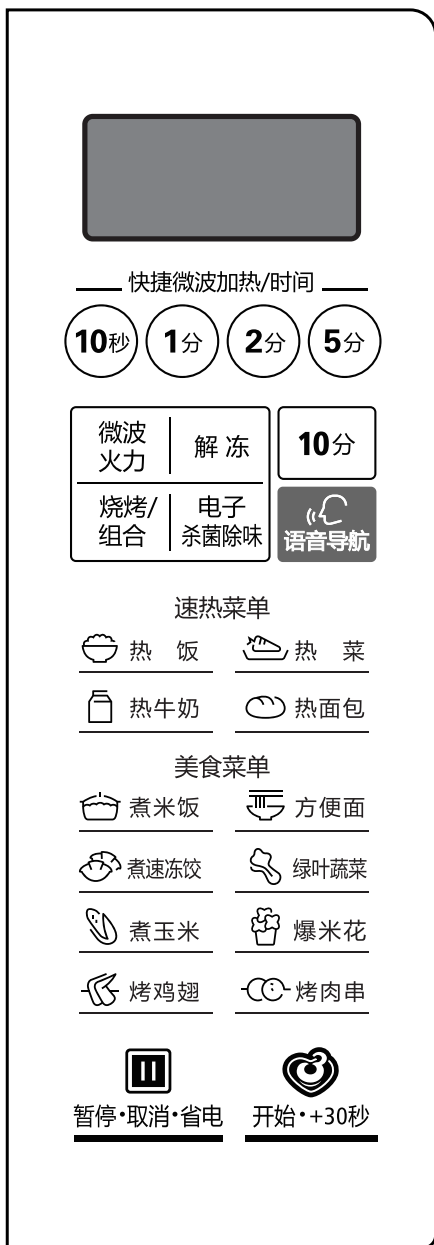 快捷微波加热/时间
10秒 1分 2分 5分
微波火力 解冻 10分
烧烤/组合 电子杀菌除味 语音导航
速热菜单
热 饭 热 菜
热牛奶 热面包
美食菜单
煮米饭 方便面
煮速冻饺 绿叶蔬菜
煮玉米 爆米花
烤鸡翅 烤肉串
暂停·取消·省电 开始·+30秒